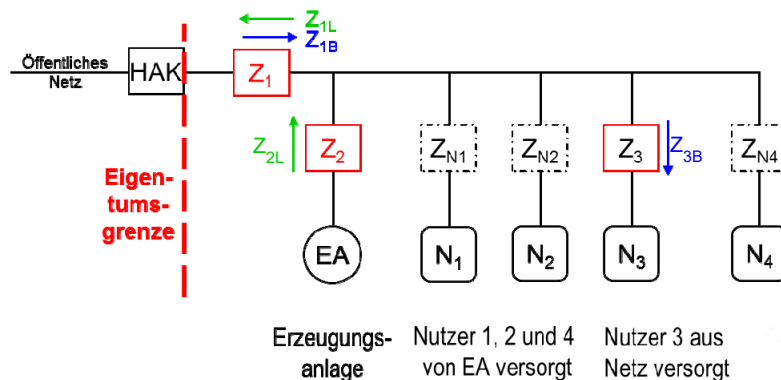 Z1L
Z1B
Öffentliches
Netz
HAK
Z1
Z2L
Z2
ZN1
ZN2
Z3
Z3B
ZN4
Eigen-
tums-
grenze
EA
N1
N2
N3
N4
Erzeugungs-
anlage
Nutzer 1, 2 und 4
von EA versorgt
Nutzer 3 aus
Netz versorgt